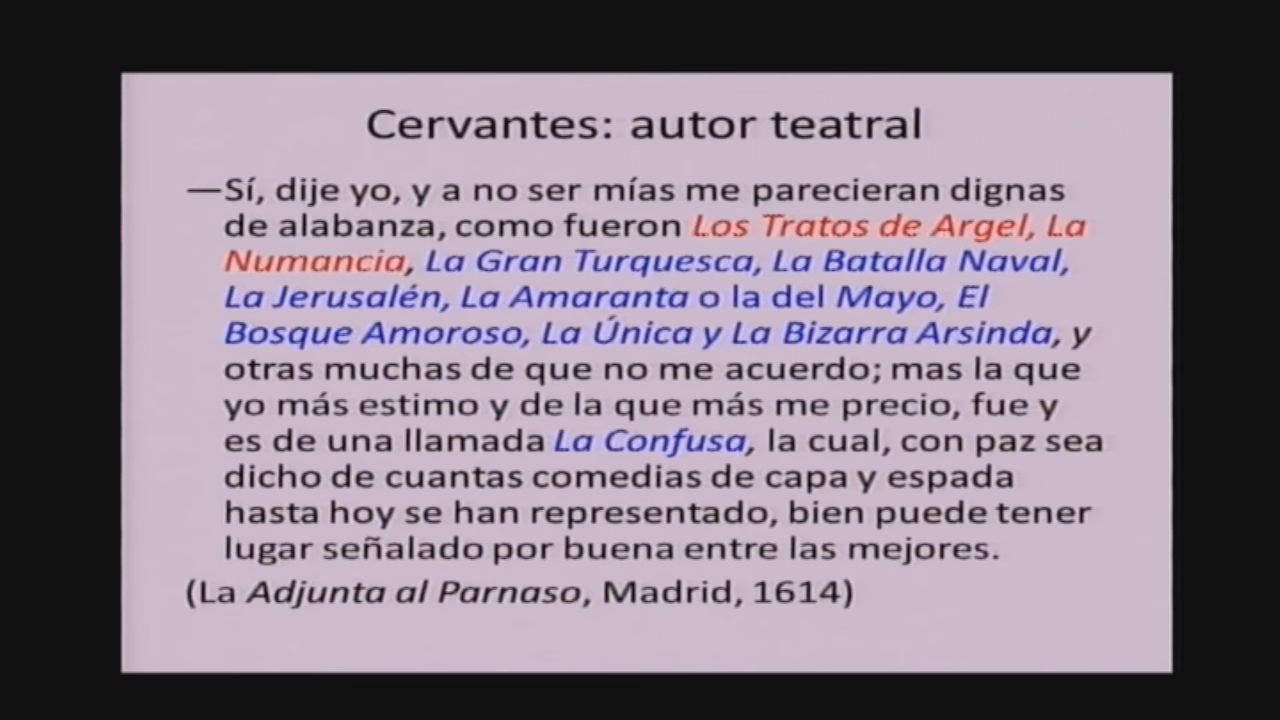 Cervantes: autor teatral
—Sí, dije yo, y a no ser mías me parecieran dignas
de alabanza, como fueron Los Tratos de Argel, La
Numancia, La Gran Turquesca, La Batalla Naval,
La Jerusalén, La Amaranta o la del Mayo, El
Bosque Amoroso, La Única y La Bizarra Arsinda, y
otras muchas de que no me acuerdo; mas la que
yo más estimo y de la que más me precio, fue y
es de una llamada La Confusa, la cual, con paz sea
dicho de cuantas comedias de capa y espada
hasta hoy se han representado, bien puede tener
lugar señalado por buena entre las mejores.
(La Adjunta al Parnaso, Madrid, 1614)